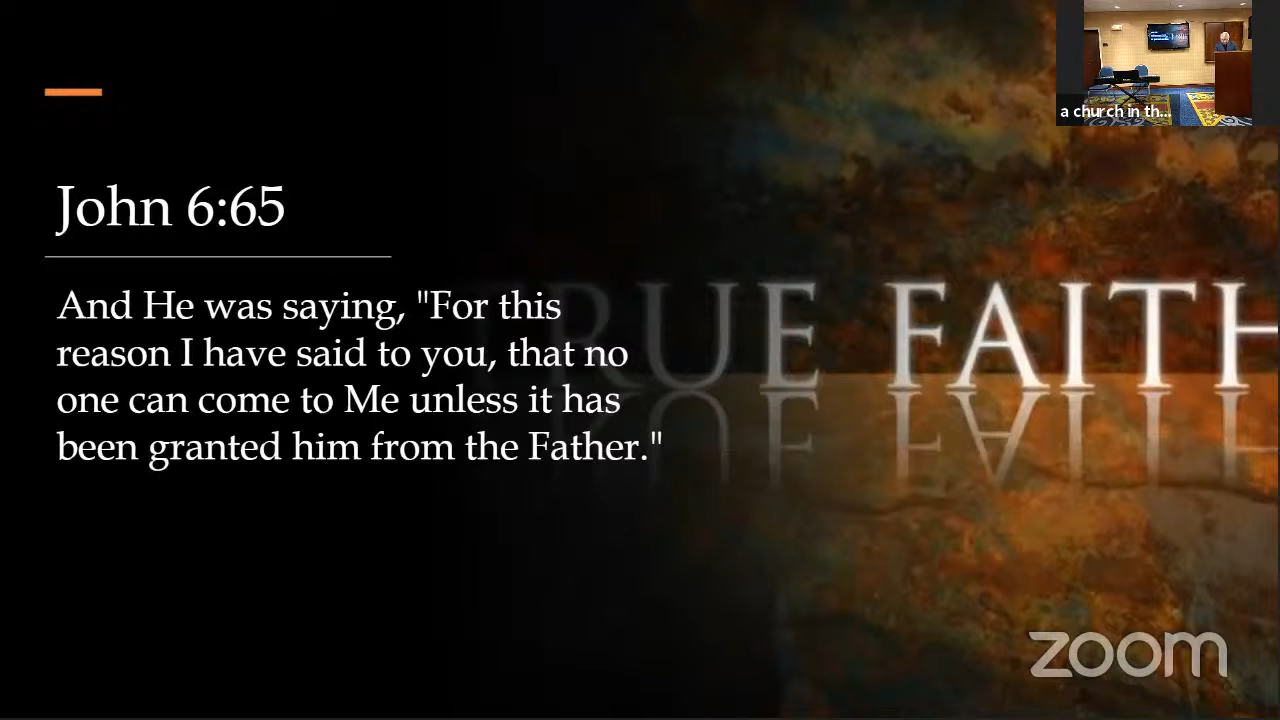 a church in th...
John 6:65
And He was saying, "For this
reason I have said to you, that no
one can come to Me unless it has
been granted him from the Father."
TRUE FAITH
zoom